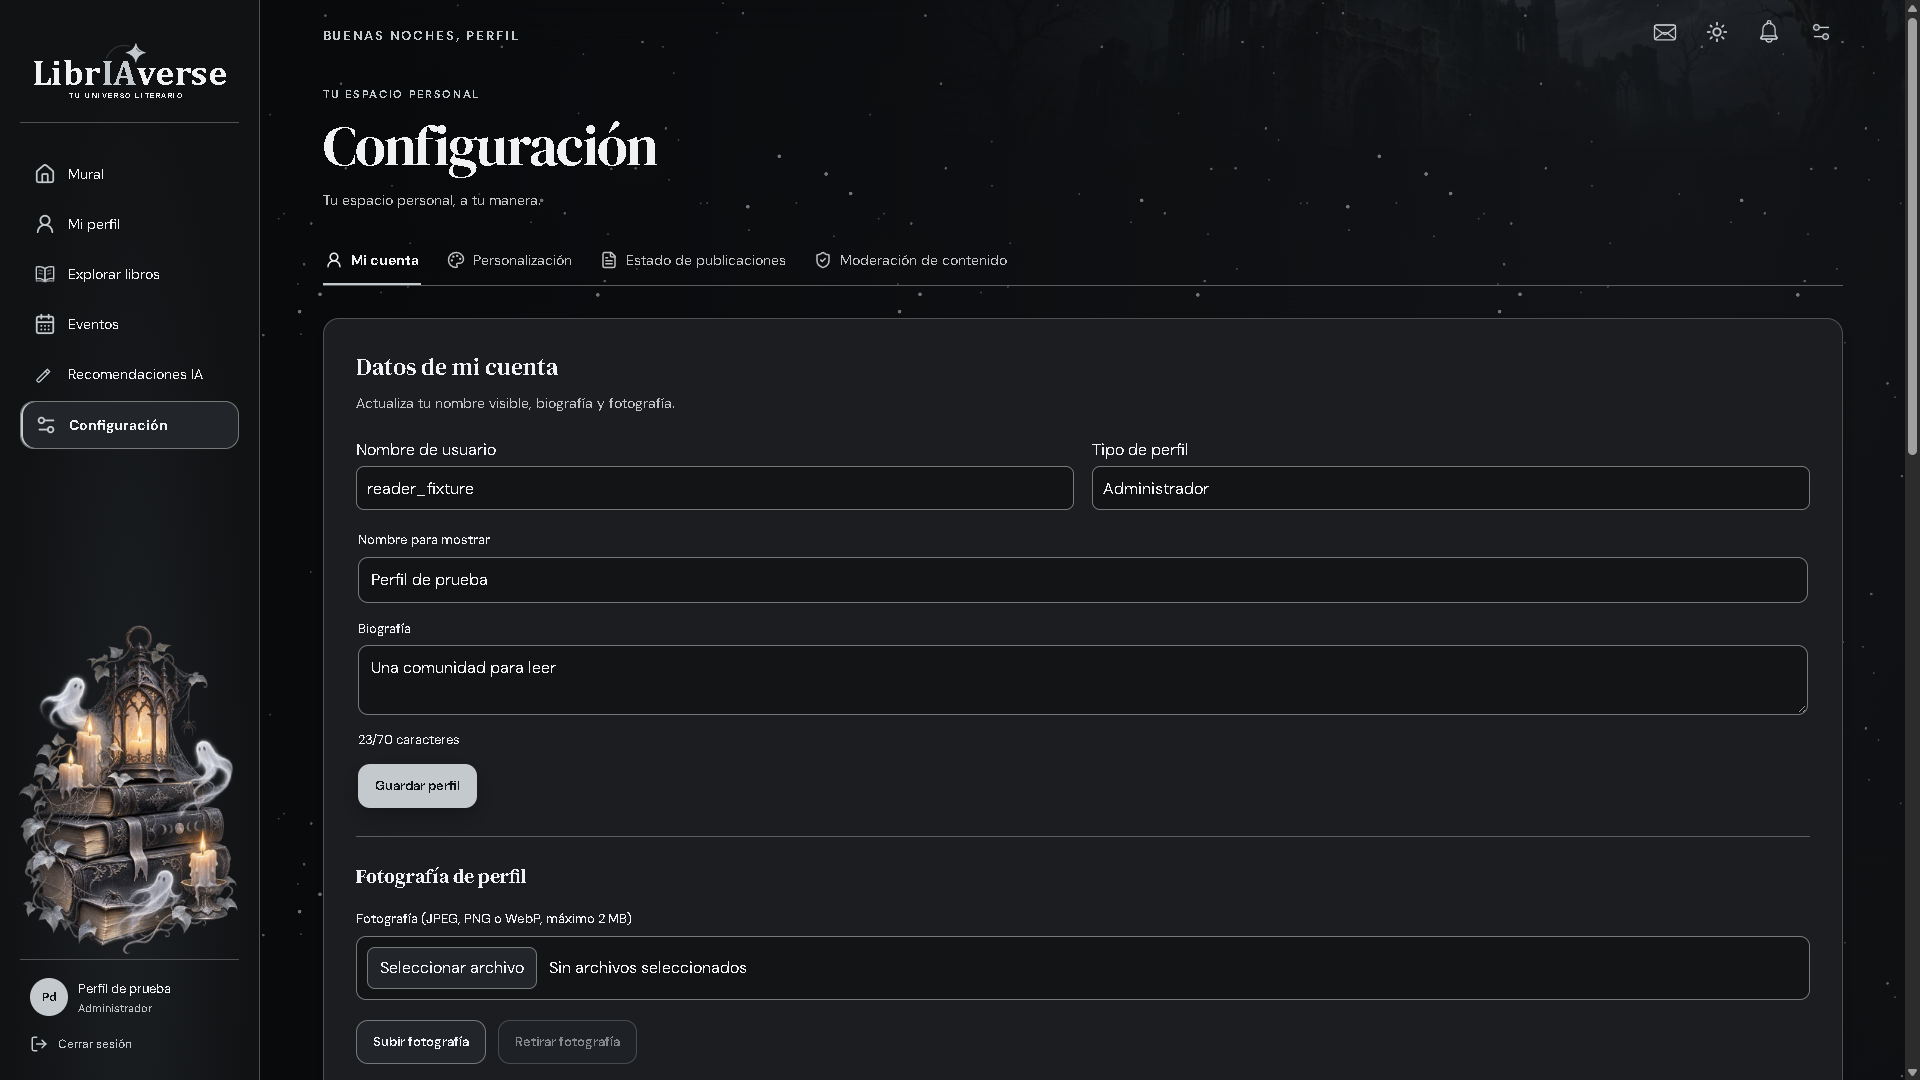 LibrIAverse
TU UNIVERSO LITERARIO
Mural
Mi perfil
Explorar libros
Eventos
Recomendaciones IA
Configuración
Perfil de prueba
Pd
Administrador
Cerrar sesión
BUENAS NOCHES, PERFIL
TU ESPACIO PERSONAL
Configuración
Tu espacio personal, a tu manera.
Mi cuenta Personalización Estado de publicaciones Moderación de contenido
Datos de mi cuenta
Actualiza tu nombre visible, biografía y fotografía.
Nombre de usuario Tipo de perfil
reader_fixture Administrador
Nombre para mostrar
Perfil de prueba
Biografía
Una comunidad para leer
23/70 caracteres
Guardar perfil
Fotografía de perfil
Fotografía (JPEG, PNG o WebP, máximo 2 MB)
Seleccionar archivo Sin archivos seleccionados
Subir fotografía Retirar fotografía